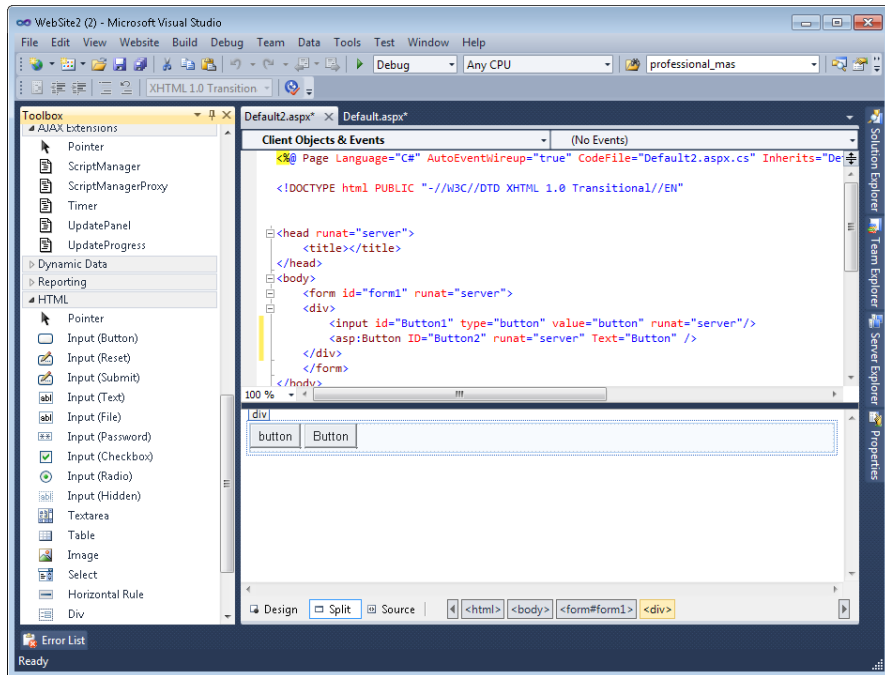 WebSite2 (2) - Microsoft Visual Studio
File Edit View Website Build Debug Team Data Tools Test Window Help
Debug Any CPU professional_mas
XHTML 1.0 Transition
Toolbox
AJAX Extensions
Pointer
ScriptManager
ScriptManagerProxy
Timer
UpdatePanel
UpdateProgress
Dynamic Data
Reporting
HTML
Pointer
Input (Button)
Input (Reset)
Input (Submit)
Input (Text)
Input (File)
Input (Password)
Input (Checkbox)
Input (Radio)
Input (Hidden)
Textarea
Table
Image
Select
Horizontal Rule
Div
Default2.aspx* Default.aspx*
Client Objects & Events (No Events)
<%@ Page Language="C#" AutoEventWireup="true" CodeFile="Default2.aspx.cs" Inherits="De
<!DOCTYPE html PUBLIC "-//W3C//DTD XHTML 1.0 Transitional//EN"
<head runat="server">
<title></title>
</head>
<body>
<form id="form1" runat="server">
<div>
<input id="Button1" type="button" value="button" runat="server"/>
<asp:Button ID="Button2" runat="server" Text="Button" />
</div>
</form>
</body>
100 %
div
button Button
Design Split Source <html> <body> <form#form1> <div>
Solution Explorer
Team Explorer
Server Explorer
Properties
Error List
Ready